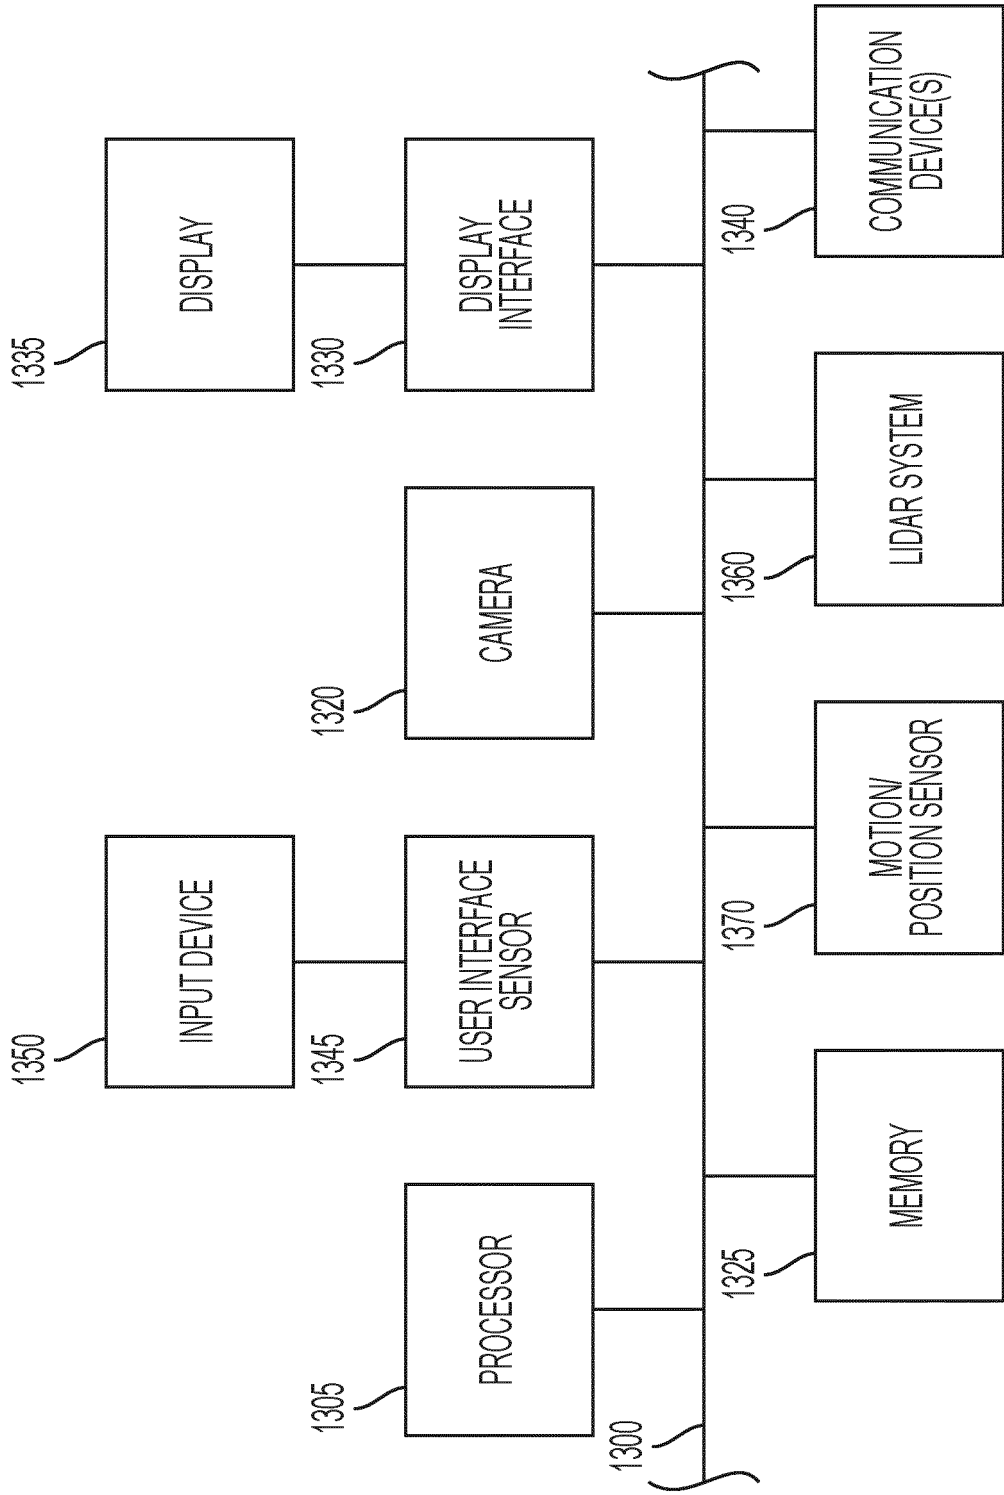 1350
INPUT DEVICE
1335
DISPLAY
1305
PROCESSOR
1345
USER INTERFACE
SENSOR
1320
CAMERA
1330
DISPLAY
INTERFACE
1300
1325
MEMORY
1370
MOTION/
POSITION SENSOR
1360
LIDAR SYSTEM
1340
COMMUNICATION
DEVICE(S)